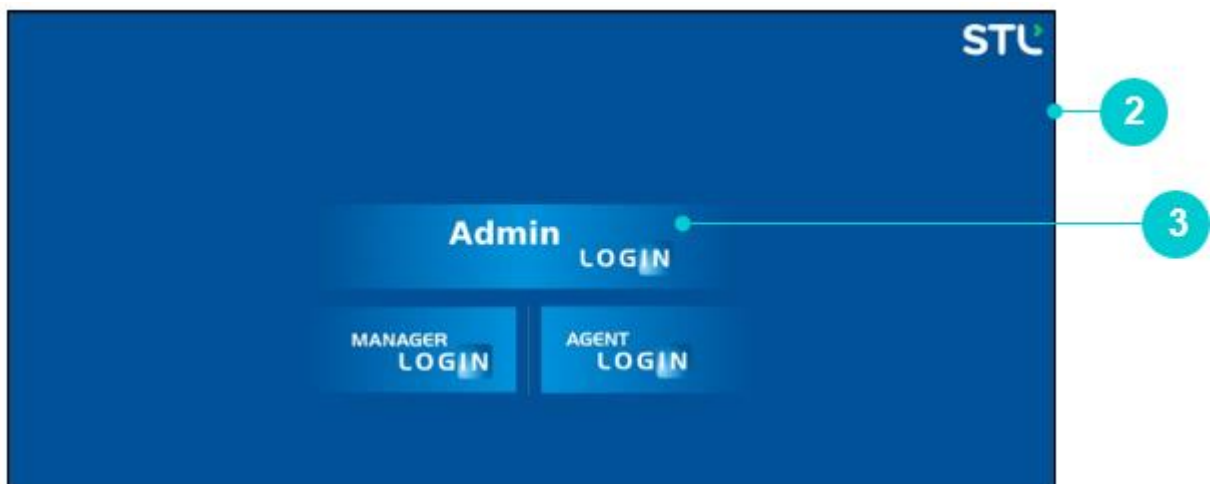 STL
2
3
Admin
LOGIN
MANAGER
LOGIN
AGENT
LOGIN